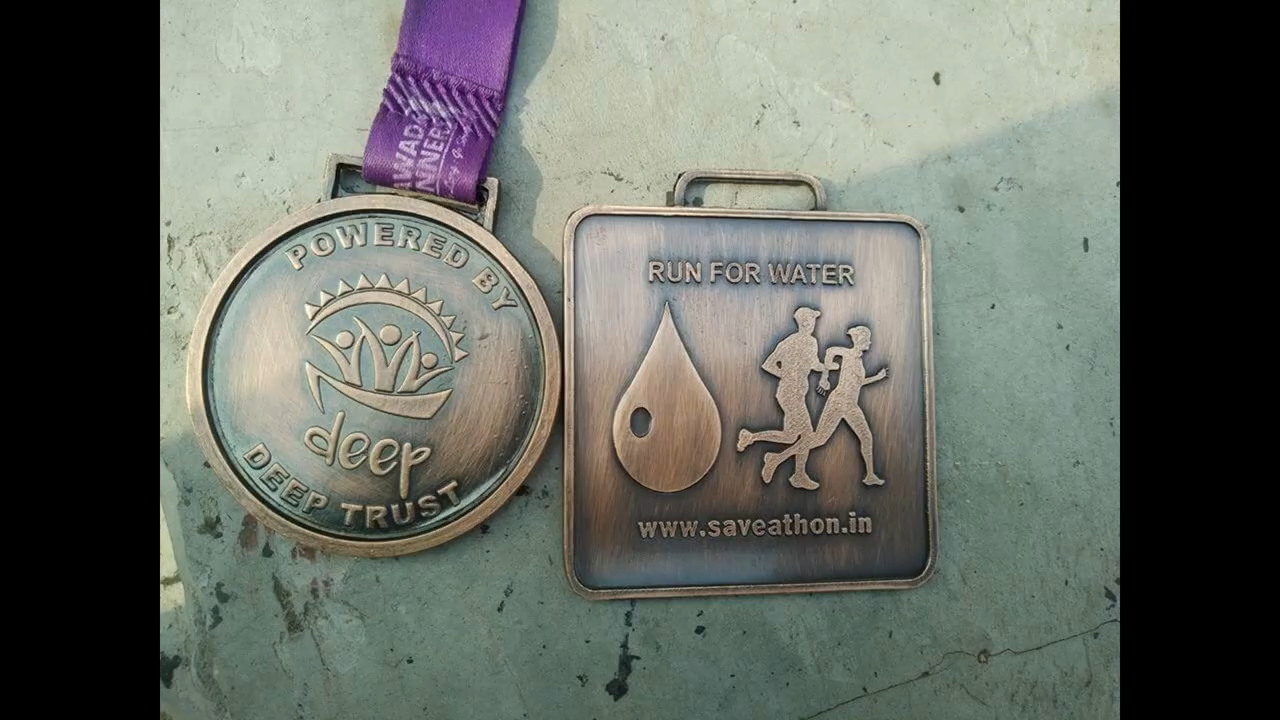 POWERED BY
deep
DEEP TRUST
RUN FOR WATER
www.saveathon.in